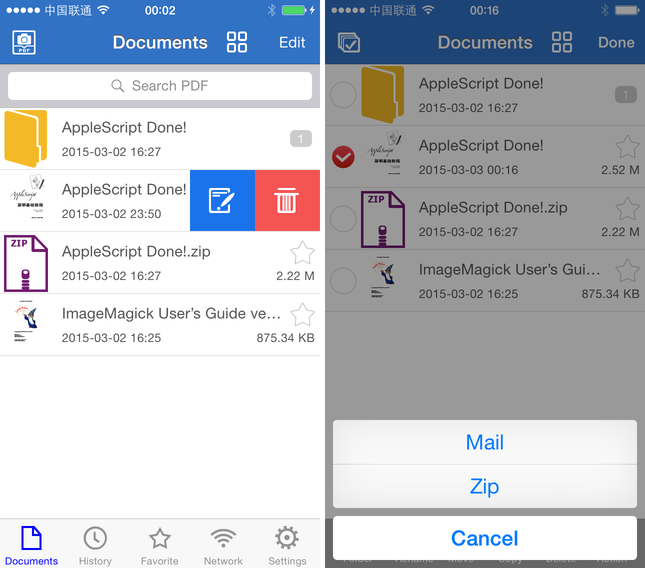 中国联通 00:02
PDF
Documents
Edit
Search PDF
AppleScript Done!
2015-03-02 16:27
1
AppleScript Done!
2015-03-02 23:50
ZIP
AppleScript Done!.zip
2015-03-02 16:27
2.22 M
ImageMagick User's Guide ve...
2015-03-02 16:25
875.34 KB
Documents
History
Favorite
Network
Settings
中国联通 00:16
Documents
Done
AppleScript Done!
2015-03-02 16:27
1
AppleScript Done!
2015-03-03 00:16
2.52 M
ZIP
AppleScript Done!.zip
2015-03-02 16:27
2.22 M
ImageMagick User's Gui...
2015-03-02 16:25
875.34 KB
Mail
Zip
Cancel